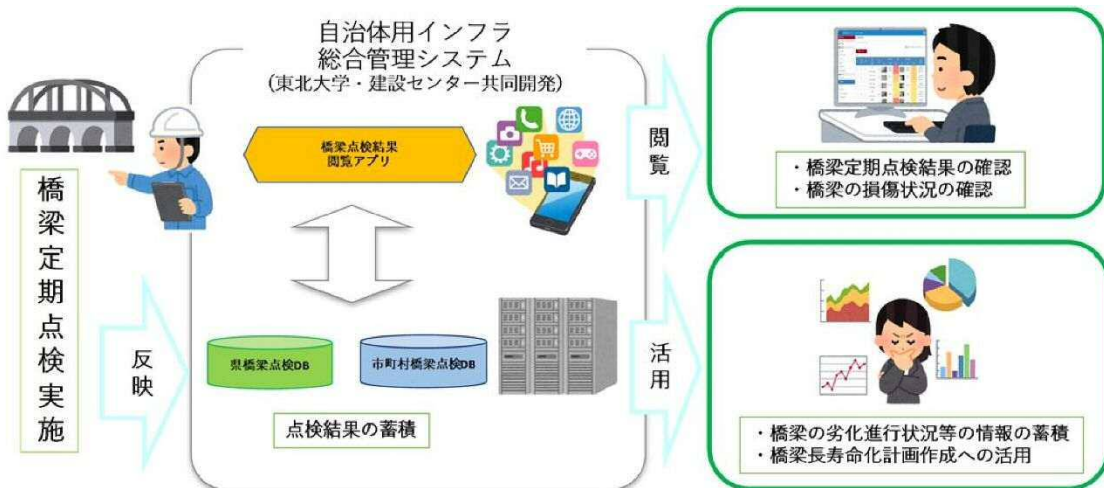 自治体用インフラ
総合管理システム
(東北大学・建設センター共同開発)
橋梁定期点検実施
反映
橋梁点検結果
閲覧アプリ
県橋梁点検DB
市町村橋梁点検DB
点検結果の蓄積
閲覧
・橋梁定期点検結果の確認
・橋梁の損傷状況の確認
活用
・橋梁の劣化進行状況等の情報の蓄積
・橋梁長寿命化計画作成への活用